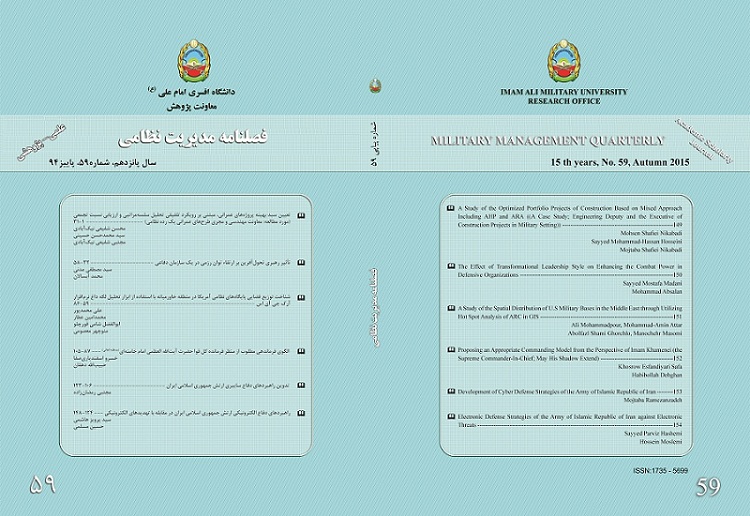 دانشگاه افسری امام علی (ع)
معاونت پژوهش
علمی - پژوهشی
فصلنامه مدیریت نظامی
سال پانزدهم، شماره ۵۹، پاییز ۹۴
تعیین سبد بهینه پروژه‌های عمرانی، مبتنی بر رویکرد تلفیقی تحلیل سلسله‌مراتبی و ارزیابی نسبت تجمعی
(مورد مطالعه: معاونت مهندسی و مجری طرح‌های عمرانی یک رده نظامی)
۳۱-۱
محسن شفیعی نیک‌آبادی
سید محمدحسن حسینی
مجتبی شفیعی نیک‌آبادی
تأثیر رهبری تحول‌آفرین بر ارتقاء توان رزمی در یک سازمان دفاعی ۳۲-۵۸
سید مصطفی مدنی
محمد آبسالان
شناخت توزیع فضایی پایگاه‌های نظامی آمریکا در منطقه خاورمیانه با استفاده از ابزار تحلیل لکه داغ نرم‌افزار
آرک جی آی اس ۵۹-۸۶
علی محمدپور
محمدامین عطار
ابوالفضل شامی قورچلو
منوچهر معصومی
الگوی فرماندهی مطلوب از منظر فرمانده کل قوا حضرت آیت‌الله العظمی امام خامنه‌ای ۸۷-۱۰۵
خسرو اسفندیاری‌صفا
حبیب‌الله دهقان
تدوین راهبردهای دفاع سایبری ارتش جمهوری اسلامی ایران ۱۰۶-۱۲۳
مجتبی رمضان‌زاده
راهبردهای دفاع الکترونیکی ارتش جمهوری اسلامی ایران در مقابله با تهدیدهای الکترونیکی ۱۲۴-۱۴۸
سید پرویز هاشمی
حسین مسلمی
۵۹
شماره پیاپی ۵۹
فصلنامه مدیریت نظامی
IMAM ALI MILITARY UNIVERSITY
RESEARCH OFFICE
MILITARY MANAGEMENT QUARTERLY
15 th years, No. 59, Autumn 2015
A Study of the Optimized Portfolio Projects of Construction Based on Mixed Approach
Including AHP and ARA ((A Case Study; Engineering Deputy and the Executive of
Construction Projects in Military Setting)) 149
Mohsen Shafiei Nikabadi
Sayyed Mohammad-Hassan Hosseini
Mojtaba Shafiei Nikabadi
The Effect of Transformational Leadership Style on Enhancing the Combat Power in
Defensive Organizations 150
Sayyed Mostafa Madani
Mohammad Absalan
A Study of the Spatial Distribution of U.S Military Bases in the Middle East through Utilizing
Hot Spot Analysis of ARC in GIS 151
Ali Mohammadpour, Mohammad-Amin Attar
Abolfazl Shami Ghorchlu, Manochehr Masomi
Proposing an Appropriate Commanding Model from the Perspective of Imam Khamenei (the
Supreme Commander-In-Chief; May His Shadow Extend) 152
Khosrow Esfandiyari Safa
Habibollah Dehghan
Development of Cyber Defense Strategies of the Army of Islamic Republic of Iran 153
Mojtaba Ramezanzadeh
Electronic Defense Strategies of the Army of Islamic Republic of Iran against Electronic
Threats 154
Sayyed Parviz Hashemi
Hossein Moslemi
ISSN:1735 - 5699
59